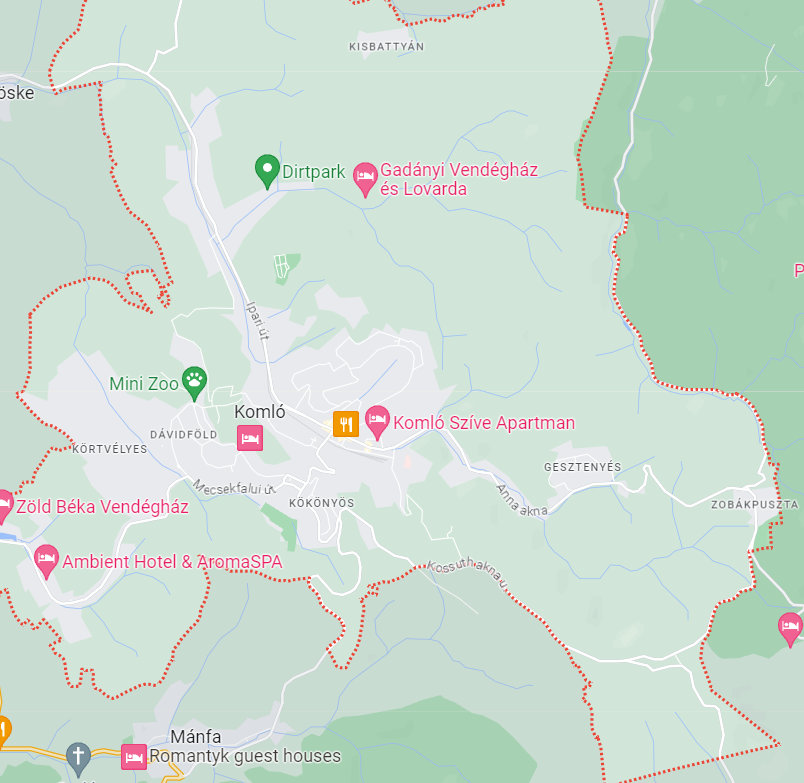 KISBATTYÁN
öske
Dirtpark
Gadányi Vendégház
és Lovarda
P
Ipari út
Mini Zoo
Komló
Komló Szíve Apartman
DÁVIDFÖLD
KÖRTVÉLYES
GESZTENYÉS
Mecsekfalui út
Anna akna
KÖKÖNYÖS
ZOBÁKPUSZTA
Zöld Béka Vendégház
Ambient Hotel & AromaSPA
Kossuth akna u.
Mánfa
Romantyk guest houses